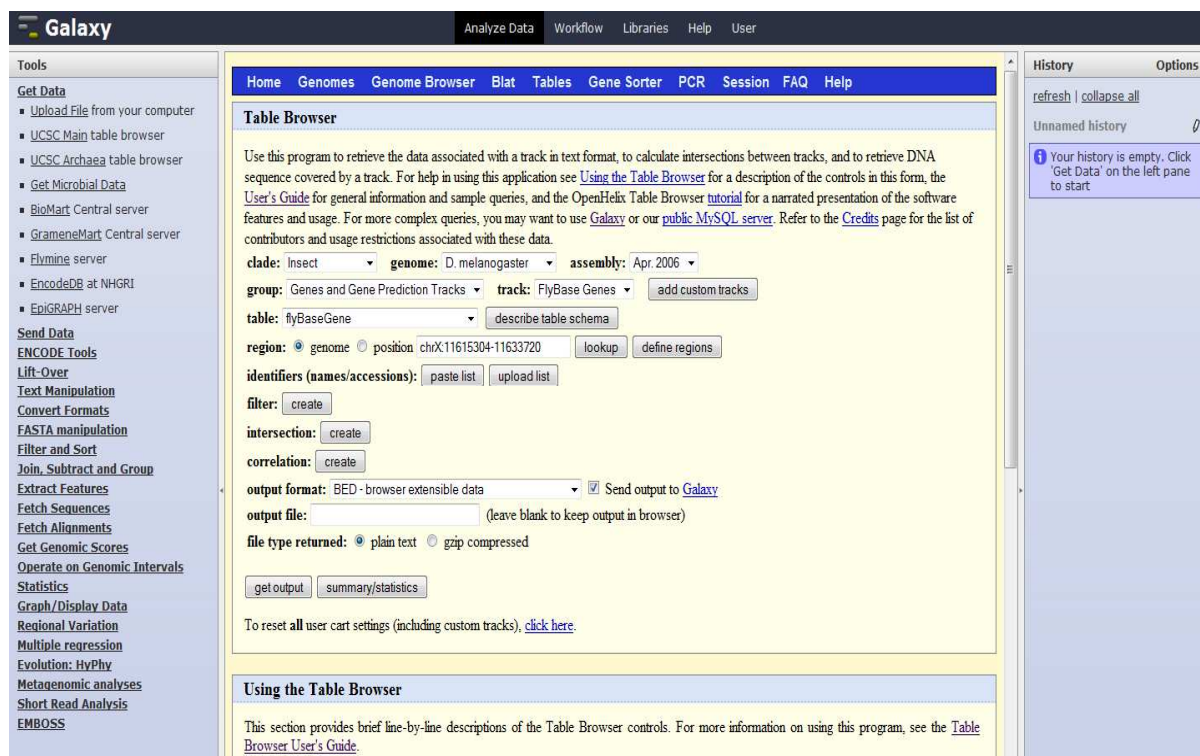 Galaxy
Analyze Data Workflow Libraries Help User
Tools
Get Data
Upload File from your computer
UCSC Main table browser
UCSC Archaea table browser
Get Microbial Data
BioMart Central server
GrameneMart Central server
Flymine server
EncodeDB at NHGRI
EpiGRAPH server
Send Data
ENCODE Tools
Lift-Over
Text Manipulation
Convert Formats
FASTA manipulation
Filter and Sort
Join, Subtract and Group
Extract Features
Fetch Sequences
Fetch Alignments
Get Genomic Scores
Operate on Genomic Intervals
Statistics
Graph/Display Data
Regional Variation
Multiple regression
Evolution: HyPhy
Metagenomic analyses
Short Read Analysis
EMBOSS
Home Genomes Genome Browser Blat Tables Gene Sorter PCR Session FAQ Help
Table Browser
Use this program to retrieve the data associated with a track in text format, to calculate intersections between tracks, and to retrieve DNA
sequence covered by a track. For help in using this application see Using the Table Browser for a description of the controls in this form, the
User's Guide for general information and sample queries, and the OpenHelix Table Browser tutorial for a narrated presentation of the software
features and usage. For more complex queries, you may want to use Galaxy or our public MySQL server. Refer to the Credits page for the list of
contributors and usage restrictions associated with these data.
clade: Insect genome: D. melanogaster assembly: Apr. 2006
group: Genes and Gene Prediction Tracks track: FlyBase Genes add custom tracks
table: flyBaseGene describe table schema
region: genome position chrX:11615304-11633720 lookup define regions
identifiers (names/accessions): paste list upload list
filter: create
intersection: create
correlation: create
output format: BED - browser extensible data Send output to Galaxy
output file: (leave blank to keep output in browser)
file type returned: plain text gzip compressed
get output summary/statistics
To reset all user cart settings (including custom tracks), click here.
Using the Table Browser
This section provides brief line-by-line descriptions of the Table Browser controls. For more information on using this program, see the Table
Browser User's Guide.
History Options
refresh | collapse all
Unnamed history
Your history is empty. Click
'Get Data' on the left pane
to start